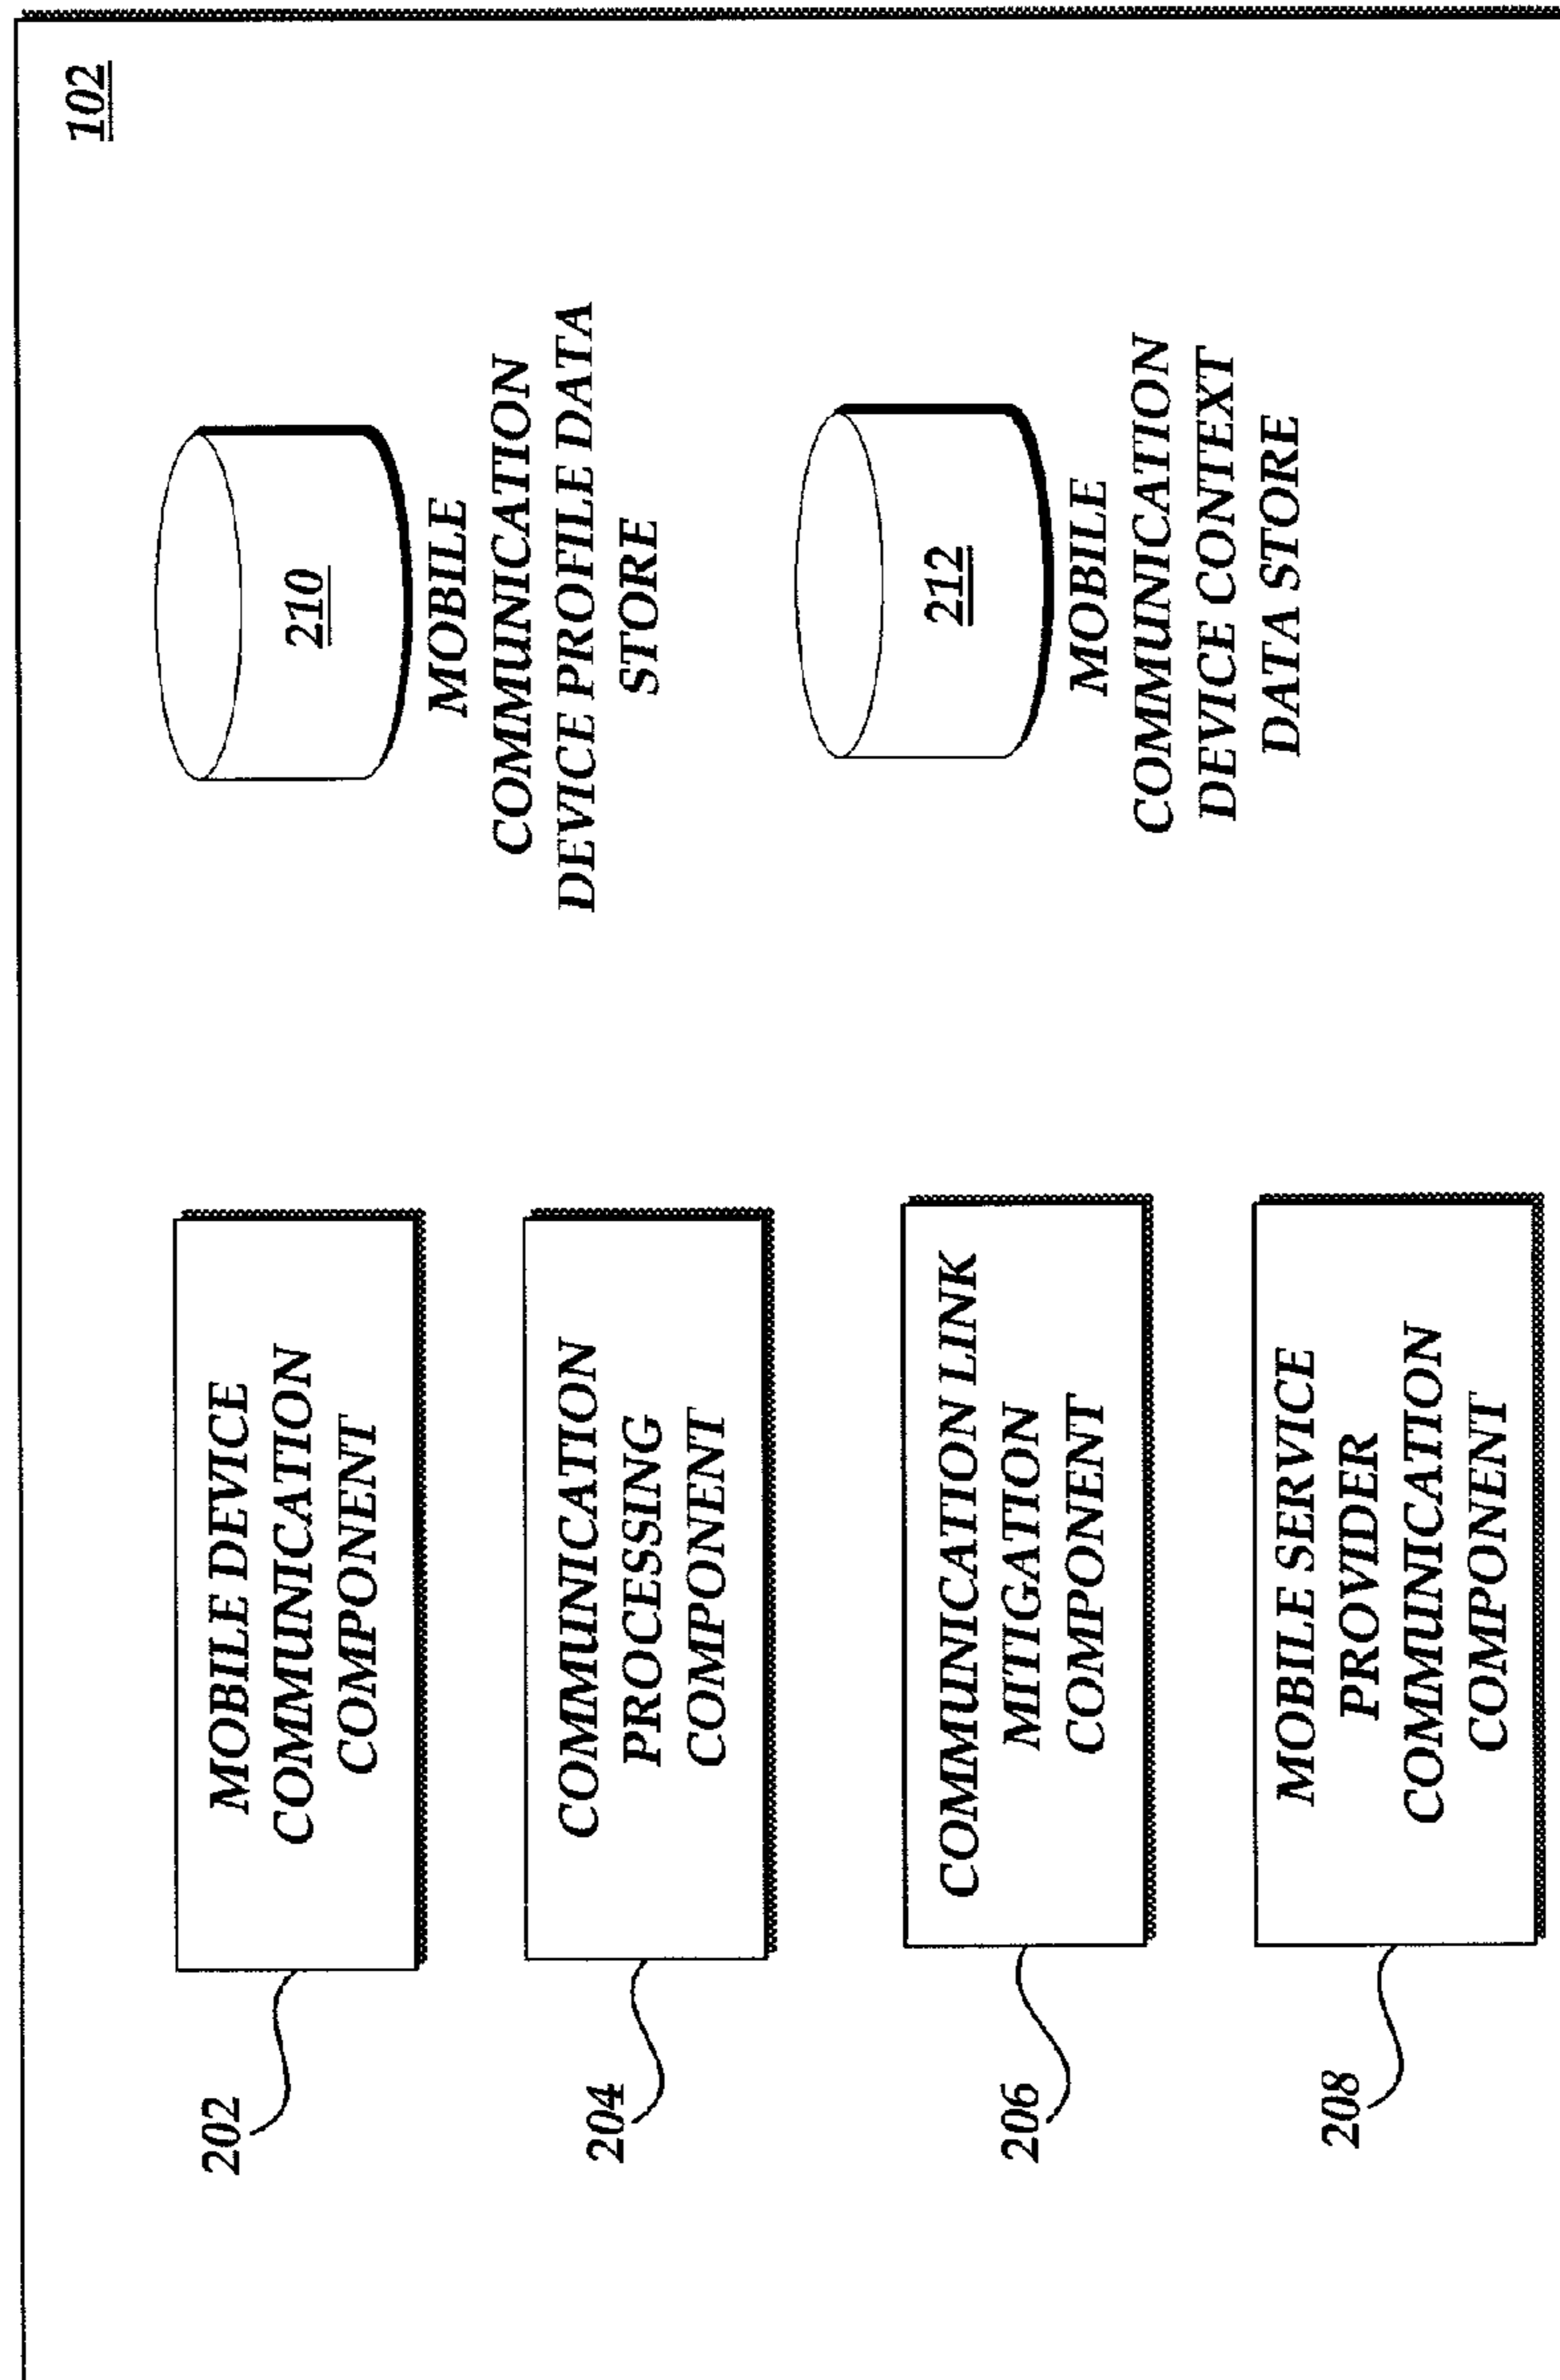 102
202
MOBILE DEVICE
COMMUNICATION
COMPONENT
210
MOBILE
COMMUNICATION
DEVICE PROFILE DATA
STORE
204
COMMUNICATION
PROCESSING
COMPONENT
206
COMMUNICATION LINK
MITIGATION
COMPONENT
212
MOBILE
COMMUNICATION
DEVICE CONTEXT
DATA STORE
208
MOBILE SERVICE
PROVIDER
COMMUNICATION
COMPONENT